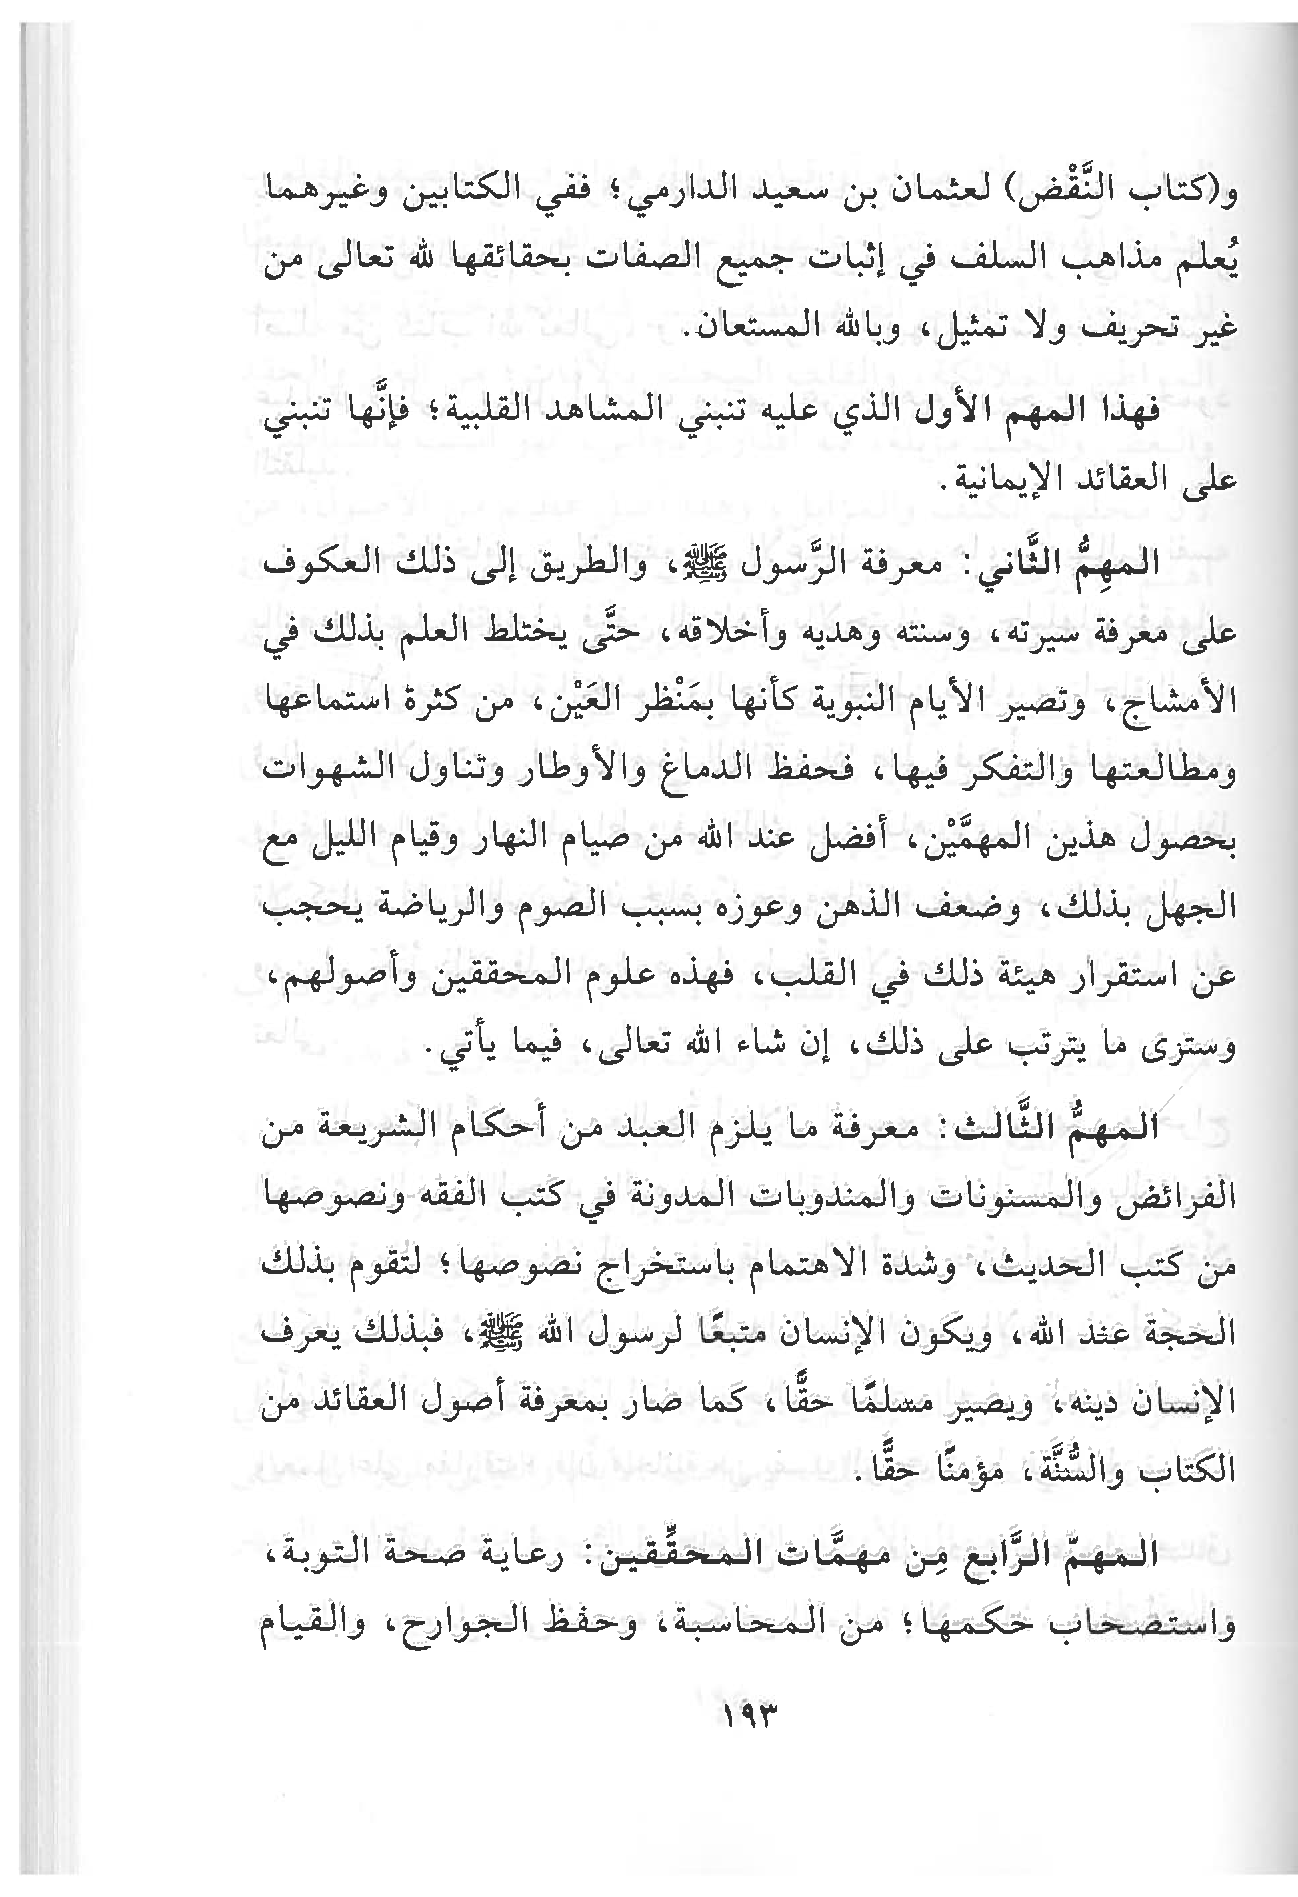 و(كتاب النَّقْض) لعثمان بن سعيد الدارمي؛ ففي الكتابين وغيرهما
يُعلم مذاهب السلف في إثبات جميع الصفات بحقائقها لله تعالى من
غير تحريف ولا تمثيل، وبالله المستعان.
فهذا المهم الأول الذي عليه تنبني المشاهد القلبية؛ فإنَّها تنبني
على العقائد الإيمانية.
المهِمُّ الثَّاني: معرفة الرَّسول ﷺ، والطريق إلى ذلك العكوف
على معرفة سيرته، وسنته وهديه وأخلاقه، حتَّى يختلط العلم بذلك في
الأمشاج، وتصير الأيام النبوية كأنها بمَنْظر العَيْن، من كثرة استماعها
ومطالعتها والتفكر فيها، فحفظ الدماغ والأوطار وتناول الشهوات
بحصول هذين المهمَّيْن، أفضل عند الله من صيام النهار وقيام الليل مع
الجهل بذلك، وضعف الذهن وعوزه بسبب الصوم والرياضة يحجب
عن استقرار هيئة ذلك في القلب، فهذه علوم المحققين وأصولهم،
وسترى ما يترتب على ذلك، إن شاء الله تعالى، فيما يأتي.
المهمُّ الثَّالث: معرفة ما يلزم العبد من أحكام الشريعة من
الفرائض والمسنونات والمندوبات المدونة في كتب الفقه ونصوصها
من كتب الحديث، وشدة الاهتمام باستخراج نصوصها؛ لتقوم بذلك
الحجة عند الله، ويكون الإنسان متبعًا لرسول الله ﷺ، فبذلك يعرف
الإنسان دينه، ويصير مسلمًا حقًّا، كما صار بمعرفة أصول العقائد من
الكتاب والسُّنَّة، مؤمنًا حقًّا.
المهمّ الرَّابع مِن مهمَّات المحقِّقين: رعاية صحة التوبة،
واستصحاب حكمها؛ من المحاسبة، وحفظ الجوارح، والقيام
١٩٣